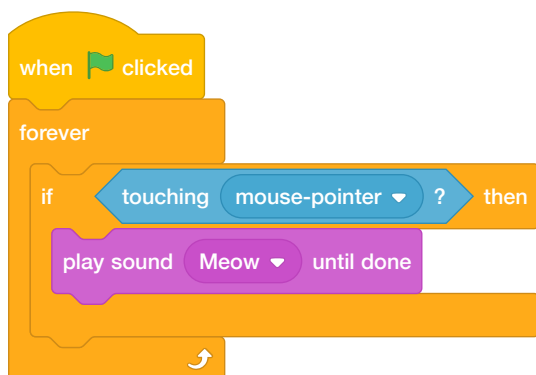 when clicked
forever
if touching mouse-pointer ? then
play sound Meow until done